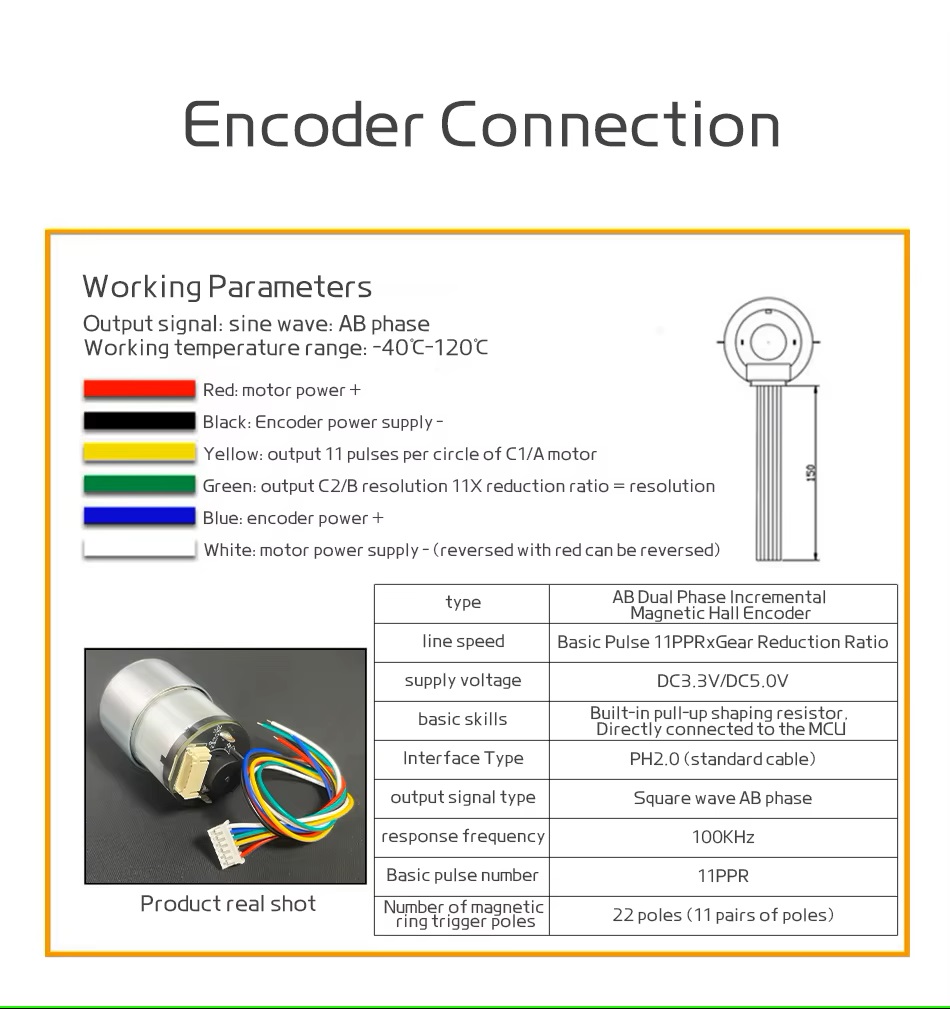 Encoder Connection
Working Parameters
Output signal: sine wave: AB phase
Working temperature range: -40℃-120℃
Red: motor power +
Black: Encoder power supply -
Yellow: output 11 pulses per circle of C1/A motor
Green: output C2/B resolution 11X reduction ratio = resolution
Blue: encoder power +
White: motor power supply - (reversed with red can be reversed)
150
type
AB Dual Phase Incremental
Magnetic Hall Encoder
line speed
Basic Pulse 11PPRxGear Reduction Ratio
supply voltage
DC3.3V/DC5.0V
basic skills
Built-in pull-up shaping resistor,
Directly connected to the MCU
Interface Type
PH2.0 (standard cable)
output signal type
Square wave AB phase
response frequency
100KHz
Basic pulse number
11PPR
Number of magnetic
ring trigger poles
22 poles (11 pairs of poles)
Product real shot